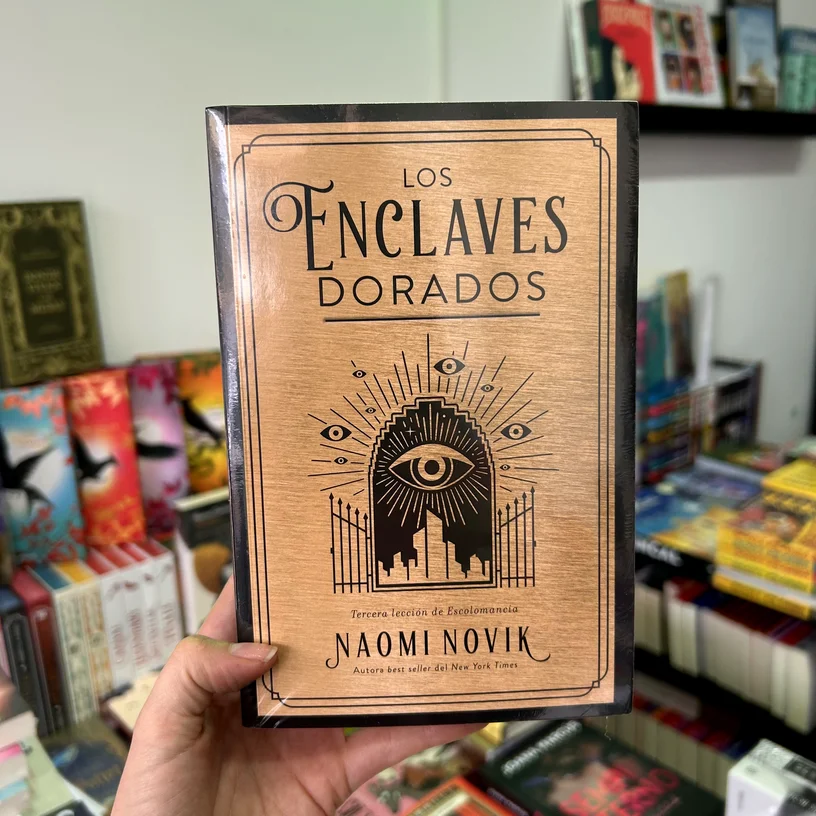 LOS
ENCLAVES
DORADOS
Tercera lección de Escolomancia
NAOMI NOVIK
Autora best seller del New York Times